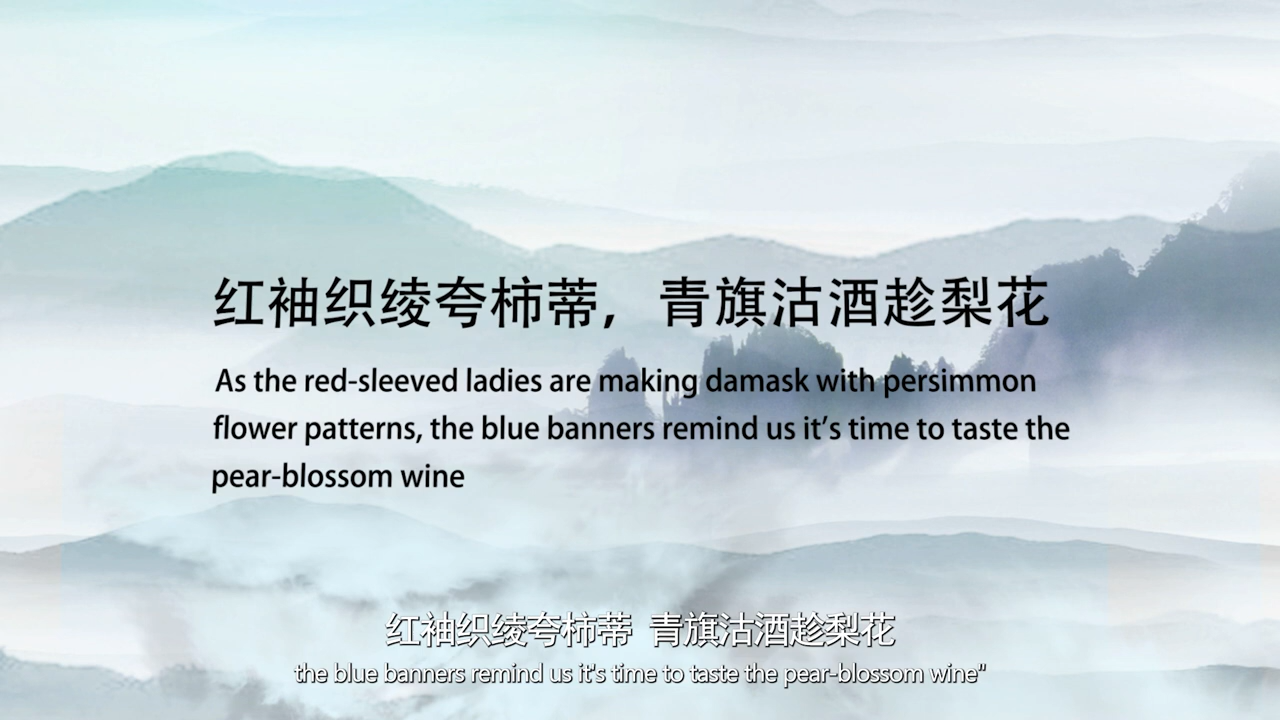 红袖织绫夸柿蒂，青旗沽酒趁梨花
As the red-sleeved ladies are making damask with persimmon
flower patterns, the blue banners remind us it’s time to taste the
pear-blossom wine
红袖织绫夸柿蒂 青旗沽酒趁梨花
the blue banners remind us it's time to taste the pear-blossom wine"